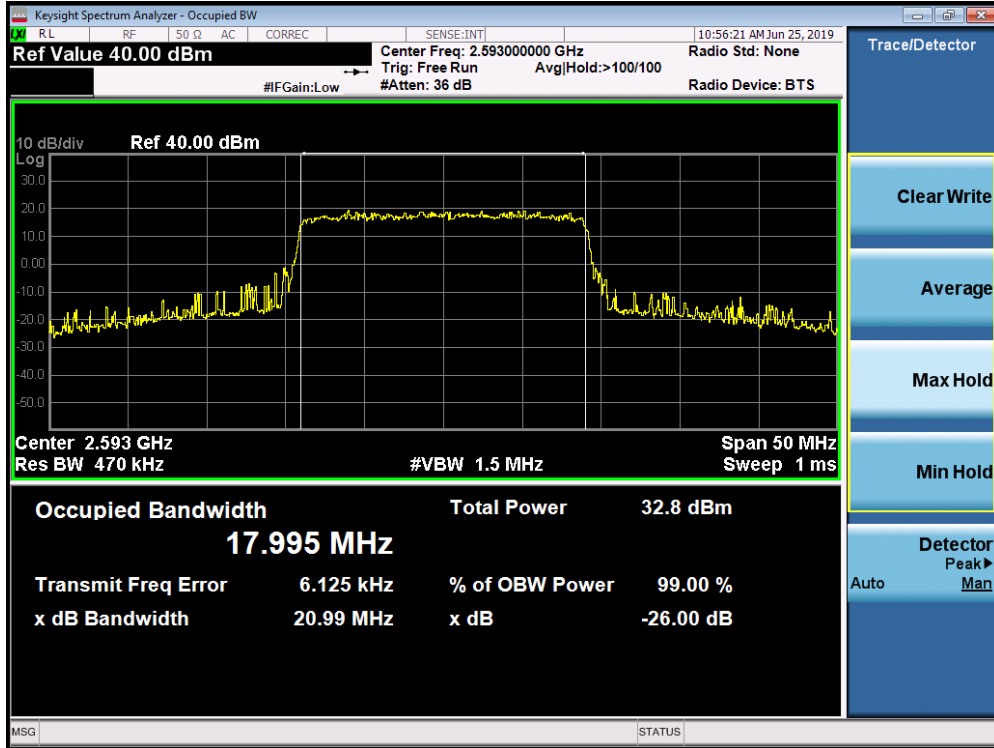 Keysight Spectrum Analyzer - Occupied BW
LXI RL RF 50 Ω AC CORREC SENSE:INT 10:56:21 AM Jun 25, 2019
Ref Value 40.00 dBm Center Freq: 2.593000000 GHz Radio Std: None
Trig: Free Run Avg|Hold:>100/100
#IFGain:Low #Atten: 36 dB Radio Device: BTS
10 dB/div Ref 40.00 dBm
Log
30.0
20.0
10.0
0.00
-10.0
-20.0
-30.0
-40.0
-50.0
Center 2.593 GHz Span 50 MHz
Res BW 470 kHz #VBW 1.5 MHz Sweep 1 ms
Occupied Bandwidth Total Power 32.8 dBm
17.995 MHz
Transmit Freq Error 6.125 kHz % of OBW Power 99.00 %
x dB Bandwidth 20.99 MHz x dB -26.00 dB
MSG STATUS
Trace/Detector
Clear Write
Average
Max Hold
Min Hold
Detector
Peak▶
Auto Man